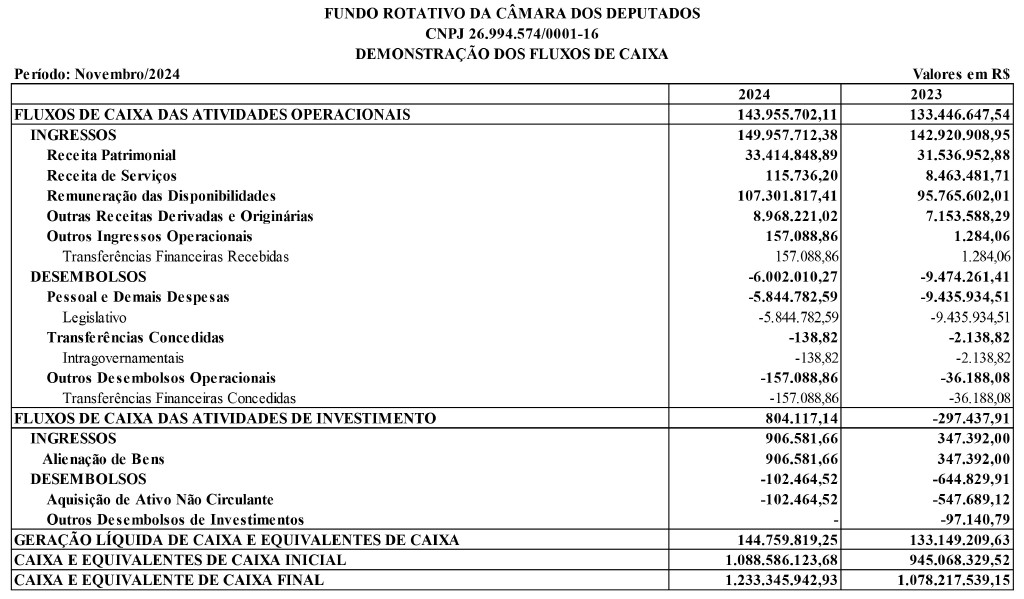 FUNDO ROTATIVO DA CÂMARA DOS DEPUTADOS
CNPJ 26.994.574/0001-16
DEMONSTRAÇÃO DOS FLUXOS DE CAIXA
Período: Novembro/2024 Valores em R$
2024 2023
FLUXOS DE CAIXA DAS ATIVIDADES OPERACIONAIS 143.955.702,11 133.446.647,54
INGRESSOS 149.957.712,38 142.920.908,95
Receita Patrimonial 33.414.848,89 31.536.952,88
Receita de Serviços 115.736,20 8.463.481,71
Remuneração das Disponibilidades 107.301.817,41 95.765.602,01
Outras Receitas Derivadas e Originárias 8.968.221,02 7.153.588,29
Outros Ingressos Operacionais 157.088,86 1.284,06
Transferências Financeiras Recebidas 157.088,86 1.284,06
DESEMBOLSOS -6.002.010,27 -9.474.261,41
Pessoal e Demais Despesas -5.844.782,59 -9.435.934,51
Legislativo -5.844.782,59 -9.435.934,51
Transferências Concedidas -138,82 -2.138,82
Intragovernamentais -138,82 -2.138,82
Outros Desembolsos Operacionais -157.088,86 -36.188,08
Transferências Financeiras Concedidas -157.088,86 -36.188,08
FLUXOS DE CAIXA DAS ATIVIDADES DE INVESTIMENTO 804.117,14 -297.437,91
INGRESSOS 906.581,66 347.392,00
Alienação de Bens 906.581,66 347.392,00
DESEMBOLSOS -102.464,52 -644.829,91
Aquisição de Ativo Não Circulante -102.464,52 -547.689,12
Outros Desembolsos de Investimentos - -97.140,79
GERAÇÃO LÍQUIDA DE CAIXA E EQUIVALENTES DE CAIXA 144.759.819,25 133.149.209,63
CAIXA E EQUIVALENTES DE CAIXA INICIAL 1.088.586.123,68 945.068.329,52
CAIXA E EQUIVALENTE DE CAIXA FINAL 1.233.345.942,93 1.078.217.539,15